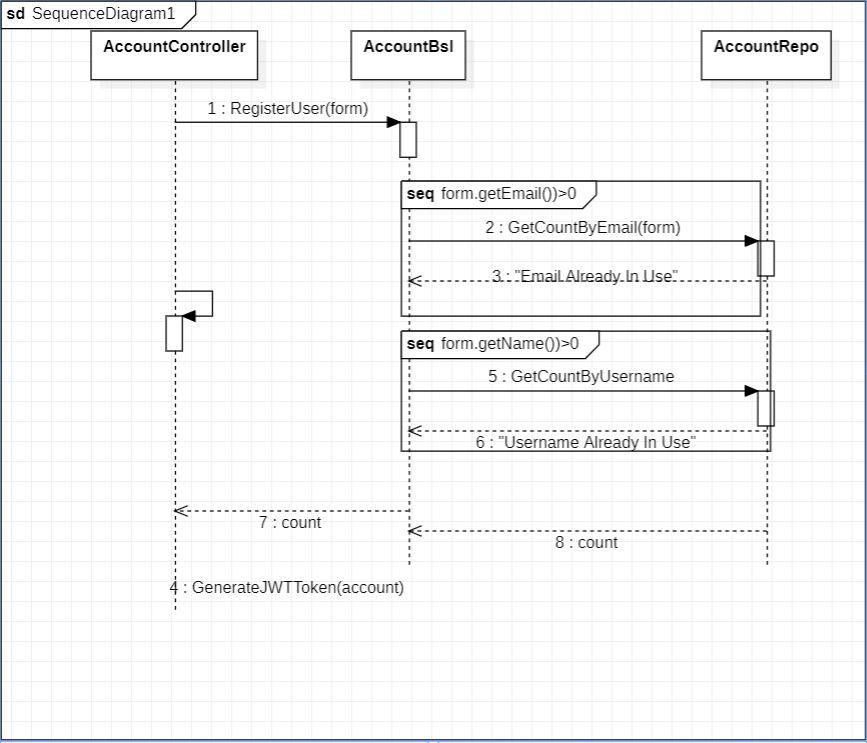 sd SequenceDiagram1
AccountController
AccountBsl
AccountRepo
1 : RegisterUser(form)
seq form.getEmail())>0
2 : GetCountByEmail(form)
3 : "Email Already In Use"
seq form.getName())>0
5 : GetCountByUsername
6 : "Username Already In Use"
7 : count
8 : count
4 : GenerateJWTToken(account)